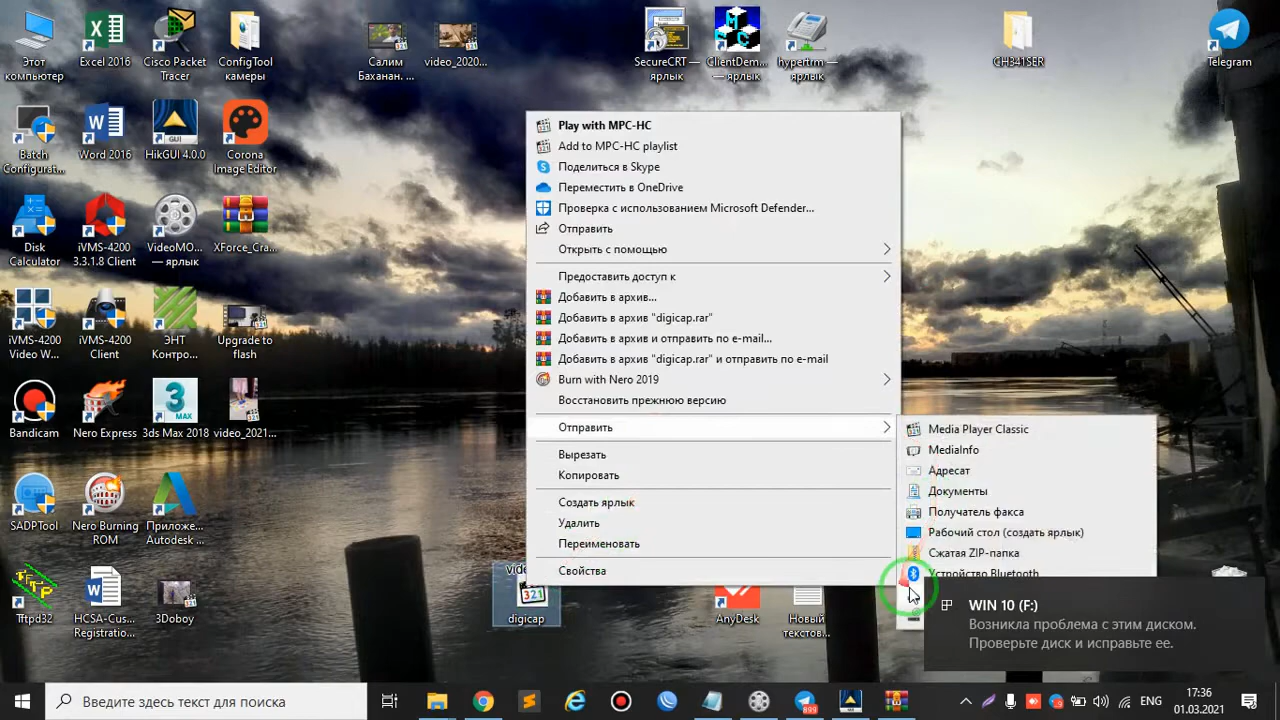 Этот
компьютер
Excel 2016
Cisco Packet
Tracer
ConfigTool
камеры
Салим
Баханан. ...
video_2020...
SecureCRT —
ярлык
ClientDem...
— ярлык
hypertrm —
ярлык
CH341SER
Telegram
Batch
Configurat...
Word 2016
HikGUI 4.0.0
GUI
Corona
Image Editor
Disk
Calculator
iVMS-4200
3.3.1.8 Client
VideoMO...
— ярлык
XForce_Cra...
iVMS-4200
Video W...
iVMS-4200
Client
ЭНТ
Контро...
Upgrade to
flash
Bandicam
Nero Express
3
MAX
3ds Max 2018
video_2021...
SADPTool
Nero Burning
ROM
Приложе...
Autodesk ...
Tftp
Tftpd32
HCSA-Cus...
Registratio...
3Doboy
Play with MPC-HC
Add to MPC-HC playlist
Поделиться в Skype
Переместить в OneDrive
Проверка с использованием Microsoft Defender...
Отправить
Открыть с помощью
Предоставить доступ к
Добавить в архив...
Добавить в архив "digicap.rar"
Добавить в архив и отправить по e-mail...
Добавить в архив "digicap.rar" и отправить по e-mail
Burn with Nero 2019
Восстановить прежнюю версию
Отправить
Вырезать
Копировать
Создать ярлык
Удалить
Переименовать
Свойства
Media Player Classic
MediaInfo
Адресат
Документы
Получатель факса
Рабочий стол (создать ярлык)
Сжатая ZIP-папка
Устройство Bluetooth
321
digicap
AnyDesk
Новый
текстов...
WIN 10 (F:)
Возникла проблема с этим диском.
Проверьте диск и исправьте ее.
Введите здесь текст для поиска
899
ENG
17:36
01.03.2021